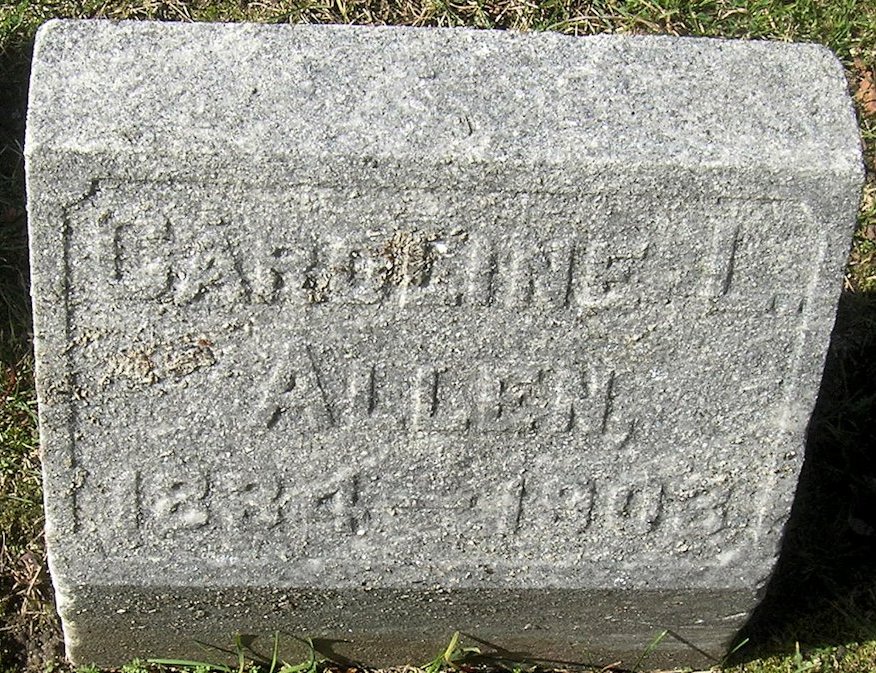 CAROLINE L.
ALLEN,
1834–1903